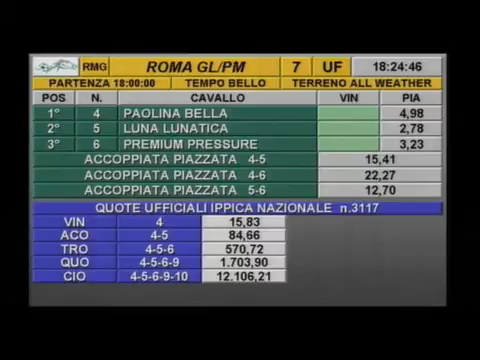 RMG ROMA GL/PM 7 UF 18:24:46
PARTENZA 18:00:00 TEMPO BELLO TERRENO ALL WEATHER
POS N. CAVALLO VIN PIA
1° 4 PAOLINA BELLA 4,98
2° 5 LUNA LUNATICA 2,78
3° 6 PREMIUM PRESSURE 3,23
ACCOPPIATA PIAZZATA 4-5 15,41
ACCOPPIATA PIAZZATA 4-6 22,27
ACCOPPIATA PIAZZATA 5-6 12,70
QUOTE UFFICIALI IPPICA NAZIONALE n.3117
VIN 4 15,83
ACO 4-5 84,66
TRO 4-5-6 570,72
QUO 4-5-6-9 1.703,90
CIO 4-5-6-9-10 12.106,21